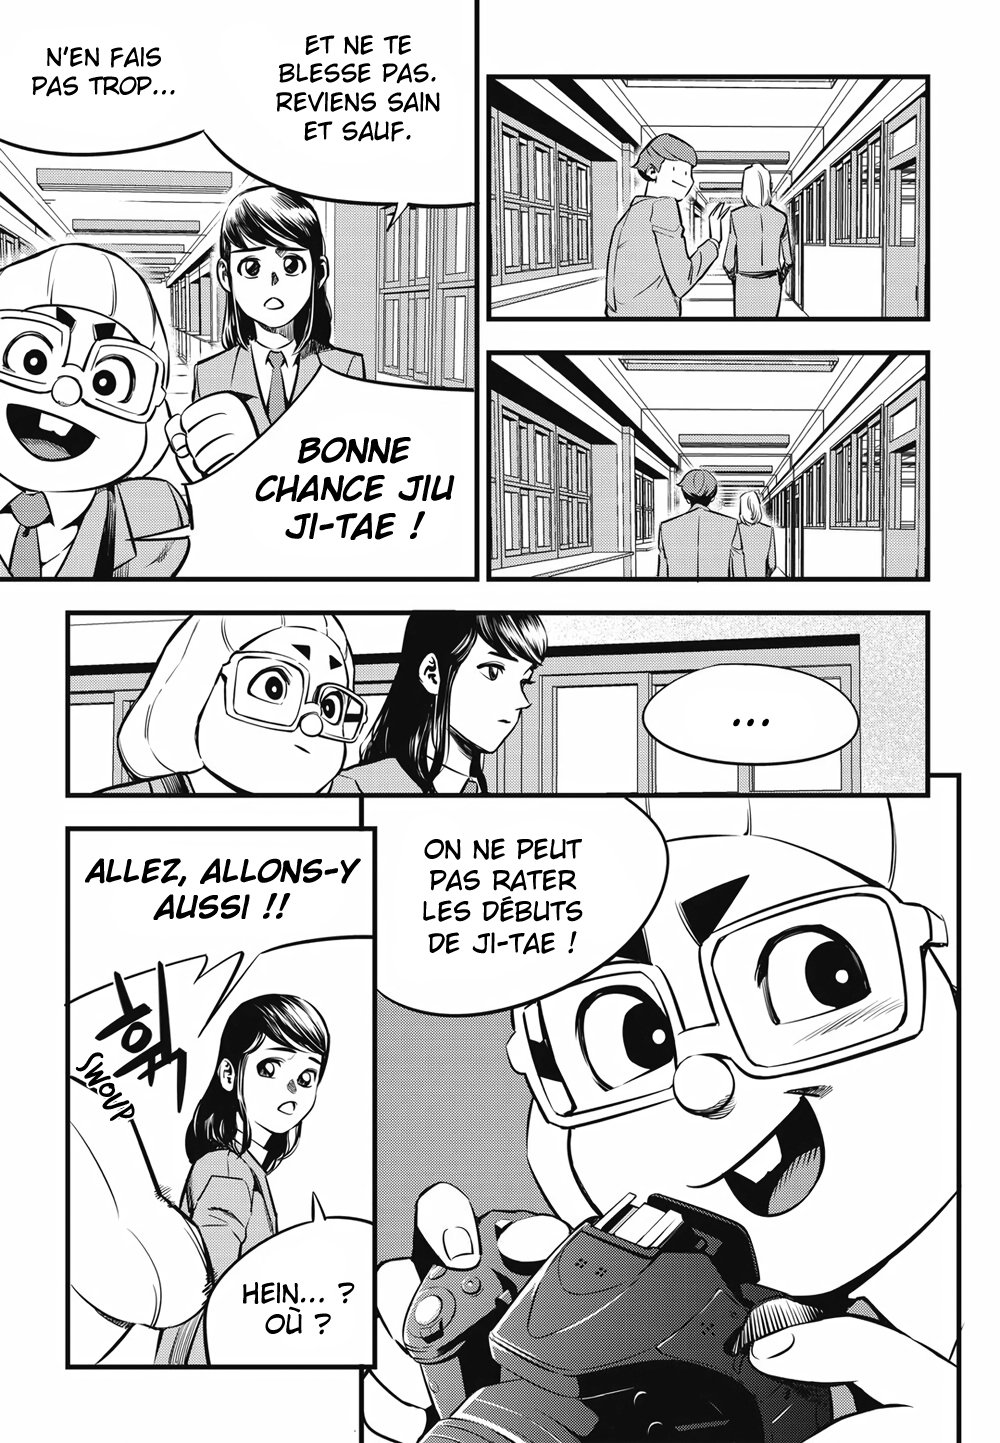 N'EN FAIS
PAS TROP...
ET NE TE
BLESSE PAS.
REVIENS SAIN
ET SAUF.
BONNE
CHANCE JIU
JI-TAE !
...
ALLEZ, ALLONS-Y
AUSSI !!
SWOUP
HEIN... ?
OÙ ?
ON NE PEUT
PAS RATER
LES DÉBUTS
DE JI-TAE !